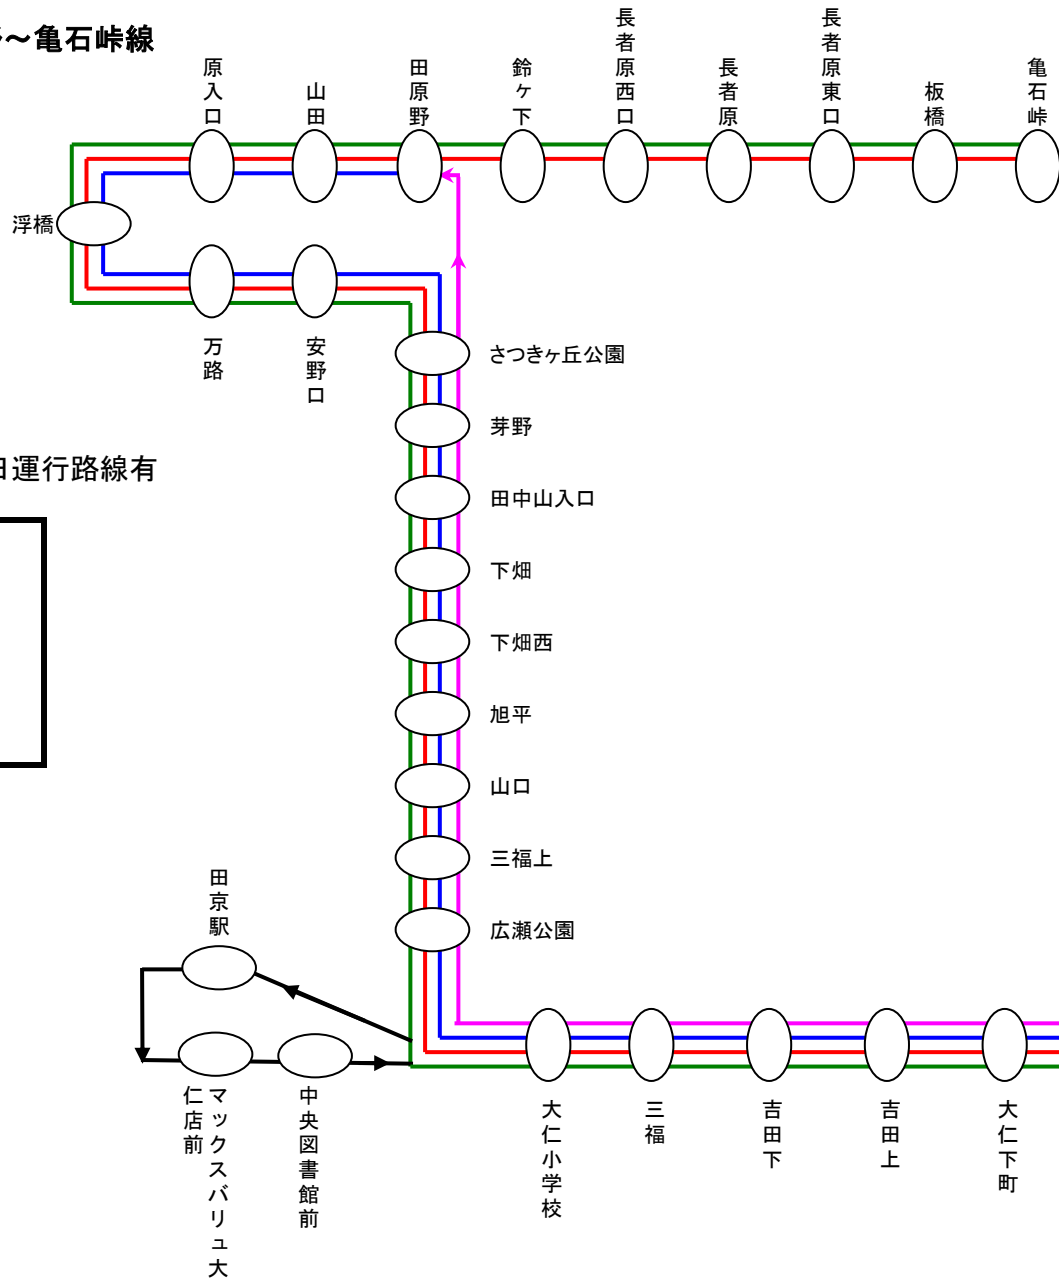 ～亀石峠線
原入口
山田
田原野
鈴ヶ下
長者原西口
長者原
長者原東口
板橋
亀石峠
浮橋
万路
安野口
さつきヶ丘公園
芽野
田中山入口
下畑
下畑西
旭平
山口
三福上
広瀬公園
運行路線有
田京駅
マックスバリュ大
仁店前
中央図書館前
大仁小学校
三福
吉田下
吉田上
大仁下町